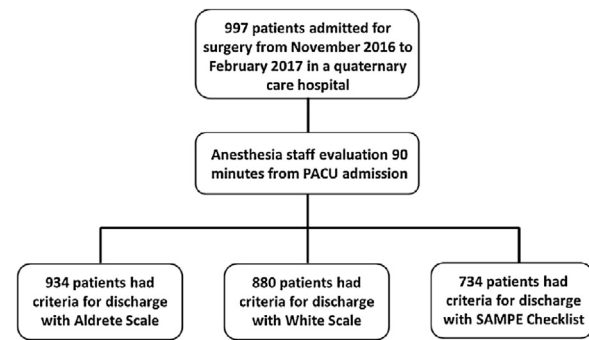 997 patients admitted for
surgery from November 2016 to
February 2017 in a quaternary
care hospital
Anesthesia staff evaluation 90
minutes from PACU admission
934 patients had
criteria for discharge
with Aldrete Scale
880 patients had
criteria for discharge
with White Scale
734 patients had
criteria for discharge
with SAMPE Checklist